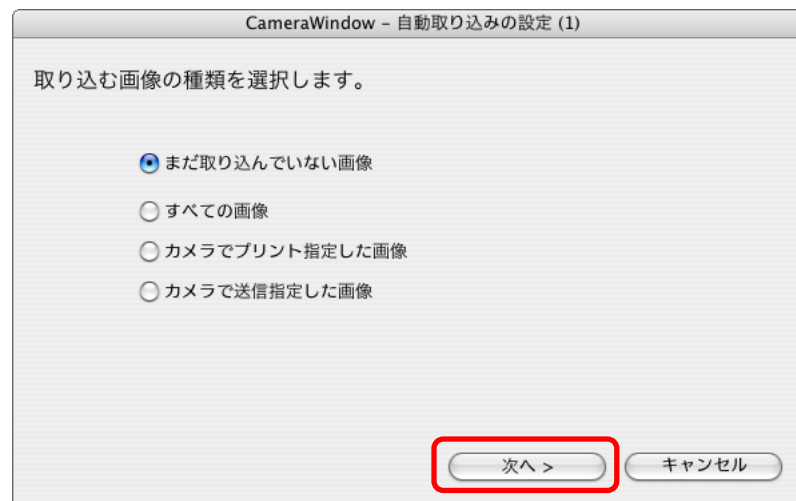 CameraWindow – 自動取り込みの設定 (1)
取り込む画像の種類を選択します。
まだ取り込んでいない画像
すべての画像
カメラでプリント指定した画像
カメラで送信指定した画像
次へ >
キャンセル